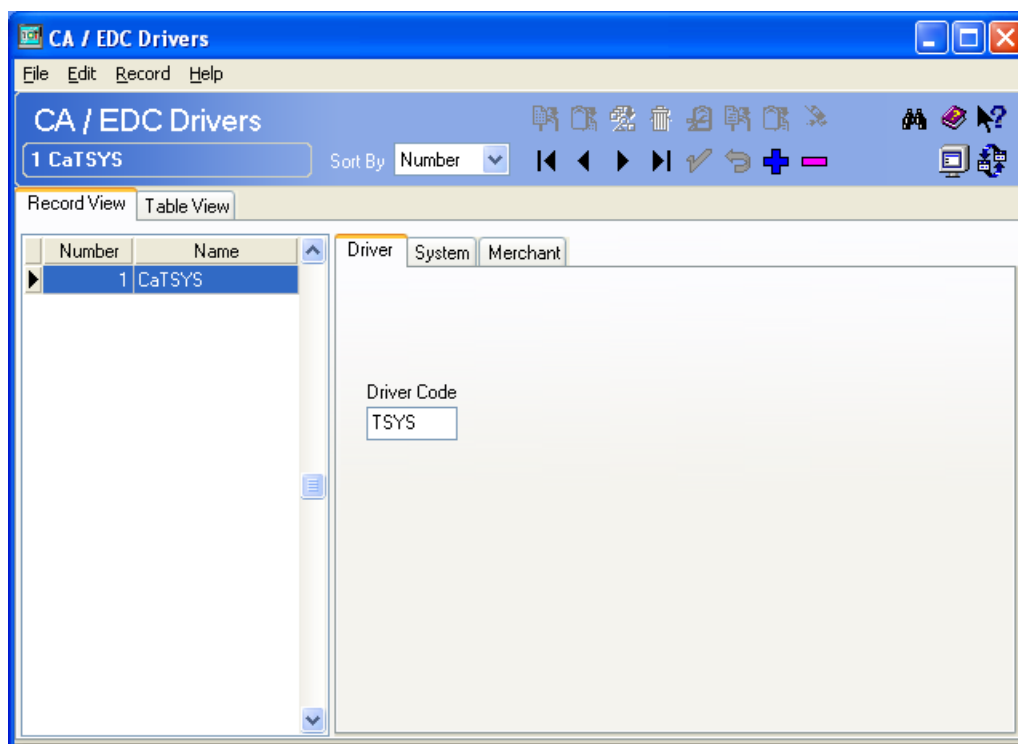 CA / EDC Drivers
File Edit Record Help
CA / EDC Drivers
1 CaTSYS
Sort By Number
Record View Table View
Number Name
1 CaTSYS
Driver System Merchant
Driver Code
TSYS